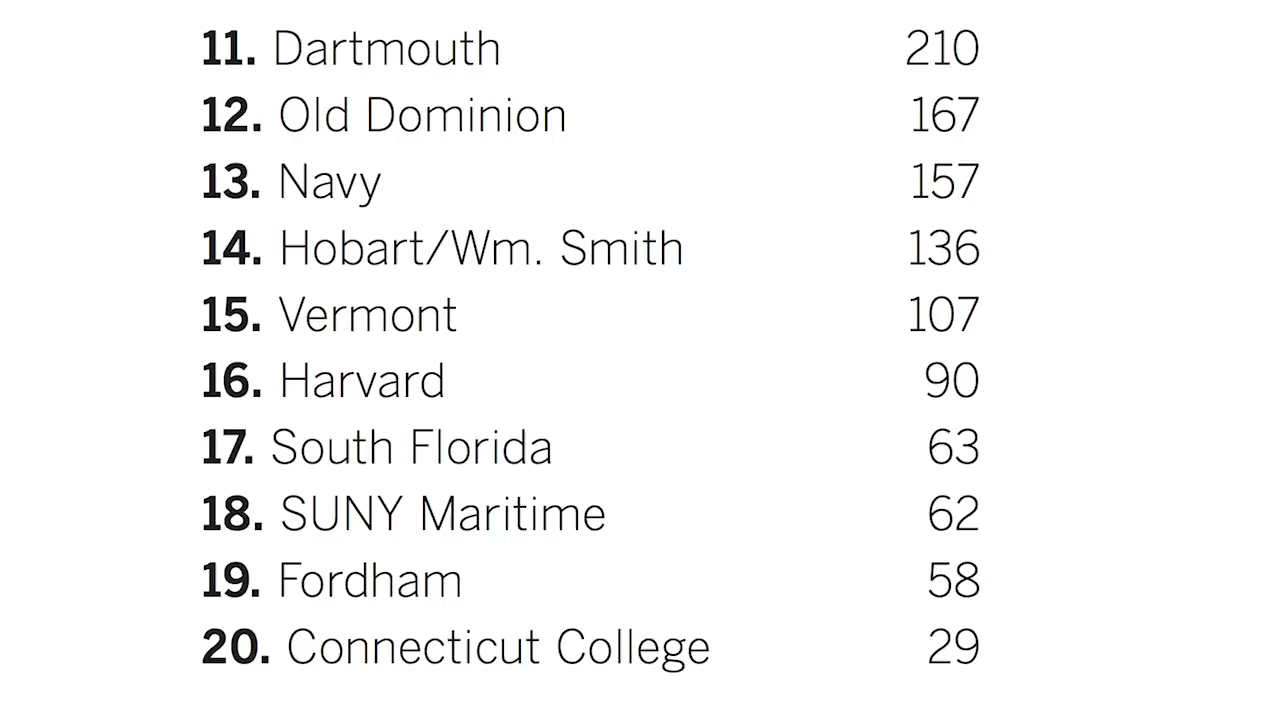 11. Dartmouth 210
12. Old Dominion 167
13. Navy 157
14. Hobart/Wm. Smith 136
15. Vermont 107
16. Harvard 90
17. South Florida 63
18. SUNY Maritime 62
19. Fordham 58
20. Connecticut College 29